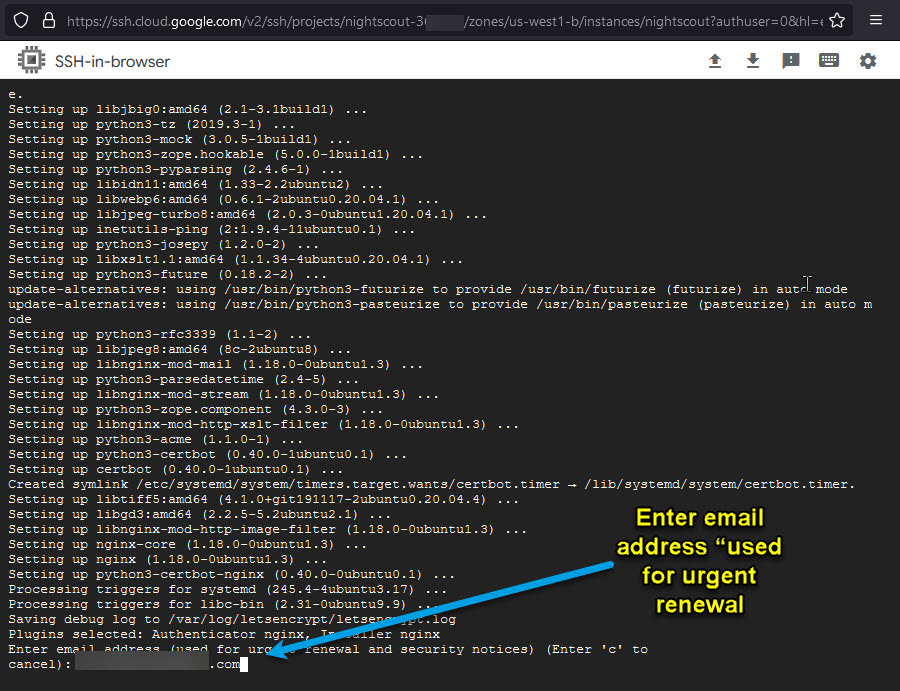 https://ssh.cloud.google.com/v2/ssh/projects/nightscout-3 /zones/us-west1-b/instances/nightscout?authuser=0&hl=e
SSH-in-browser
e.
Setting up libjbig0:amd64 (2.1-3.1build1) ...
Setting up python3-tz (2019.3-1) ...
Setting up python3-mock (3.0.5-1build1) ...
Setting up python3-zope.hookable (5.0.0-1build1) ...
Setting up python3-pyparsing (2.4.6-1) ...
Setting up libidn11:amd64 (1.33-2.2ubuntu2) ...
Setting up libwebp6:amd64 (0.6.1-2ubuntu0.20.04.1) ...
Setting up libjpeg-turbo8:amd64 (2.0.3-0ubuntu1.20.04.1) ...
Setting up inetutils-ping (2:1.9.4-11ubuntu0.1) ...
Setting up python3-josepy (1.2.0-2) ...
Setting up libxslt1.1:amd64 (1.1.34-4ubuntu0.20.04.1) ...
Setting up python3-future (0.18.2-2) ...
update-alternatives: using /usr/bin/python3-futurize to provide /usr/bin/futurize (futurize) in auto mode
update-alternatives: using /usr/bin/python3-pasteurize to provide /usr/bin/pasteurize (pasteurize) in auto m
ode
Setting up python3-rfc3339 (1.1-2) ...
Setting up libjpeg8:amd64 (8c-2ubuntu8) ...
Setting up libnginx-mod-mail (1.18.0-0ubuntu1.3) ...
Setting up python3-parsedatetime (2.4-5) ...
Setting up libnginx-mod-stream (1.18.0-0ubuntu1.3) ...
Setting up python3-zope.component (4.3.0-3) ...
Setting up libnginx-mod-http-xslt-filter (1.18.0-0ubuntu1.3) ...
Setting up python3-acme (1.1.0-1) ...
Setting up python3-certbot (0.40.0-1ubuntu0.1) ...
Setting up certbot (0.40.0-1ubuntu0.1) ...
Created symlink /etc/systemd/system/timers.target.wants/certbot.timer → /lib/systemd/system/certbot.timer.
Setting up libtiff5:amd64 (4.1.0+git191117-2ubuntu0.20.04.4) ...
Setting up libgd3:amd64 (2.2.5-5.2ubuntu2.1) ...
Setting up libnginx-mod-http-image-filter (1.18.0-0ubuntu1.3) ...
Setting up nginx-core (1.18.0-0ubuntu1.3) ...
Setting up nginx (1.18.0-0ubuntu1.3) ...
Setting up python3-certbot-nginx (0.40.0-0ubuntu0.1) ...
Processing triggers for systemd (245.4-4ubuntu3.17) ...
Processing triggers for libc-bin (2.31-0ubuntu9.9) ...
Saving debug log to /var/log/letsencrypt/letsencrypt.log
Plugins selected: Authenticator nginx, Installer nginx
Enter email address (used for urgent renewal and security notices) (Enter 'c' to
cancel): .com
Enter email
address “used
for urgent
renewal